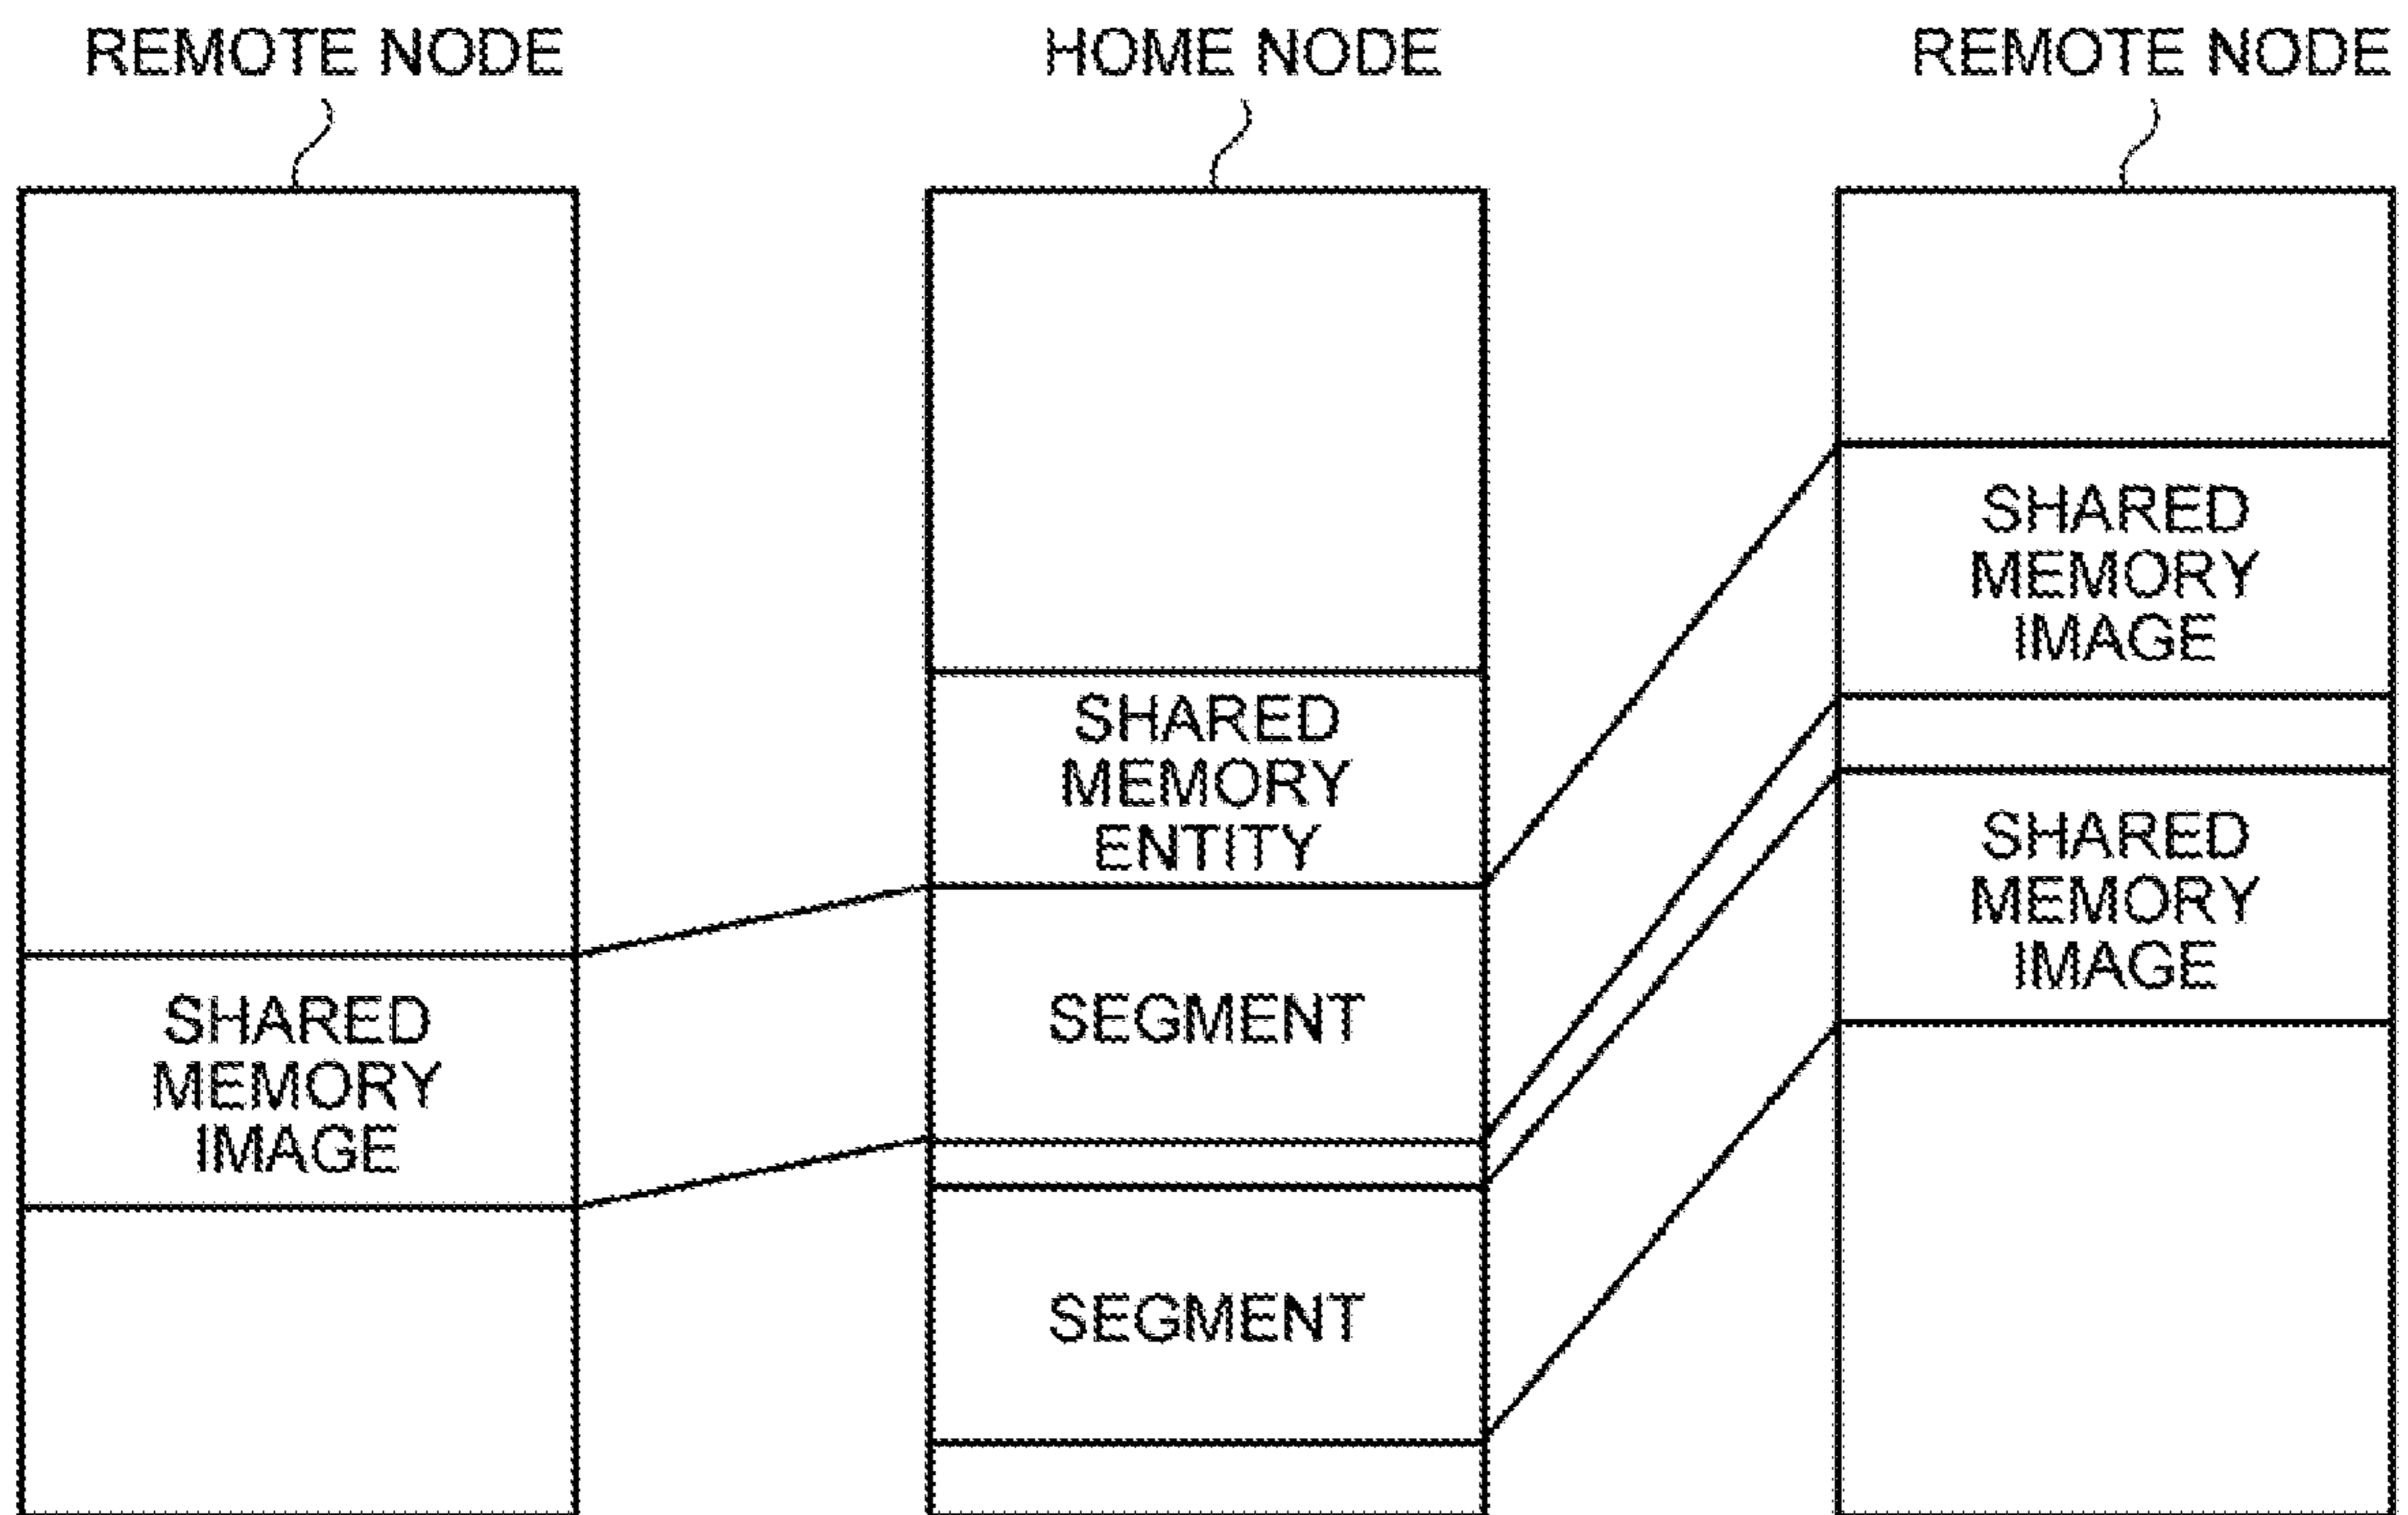 REMOTE NODE
HOME NODE
REMOTE NODE
SHARED
MEMORY
IMAGE
SHARED
MEMORY
ENTITY
SEGMENT
SEGMENT
SHARED
MEMORY
IMAGE
SHARED
MEMORY
IMAGE